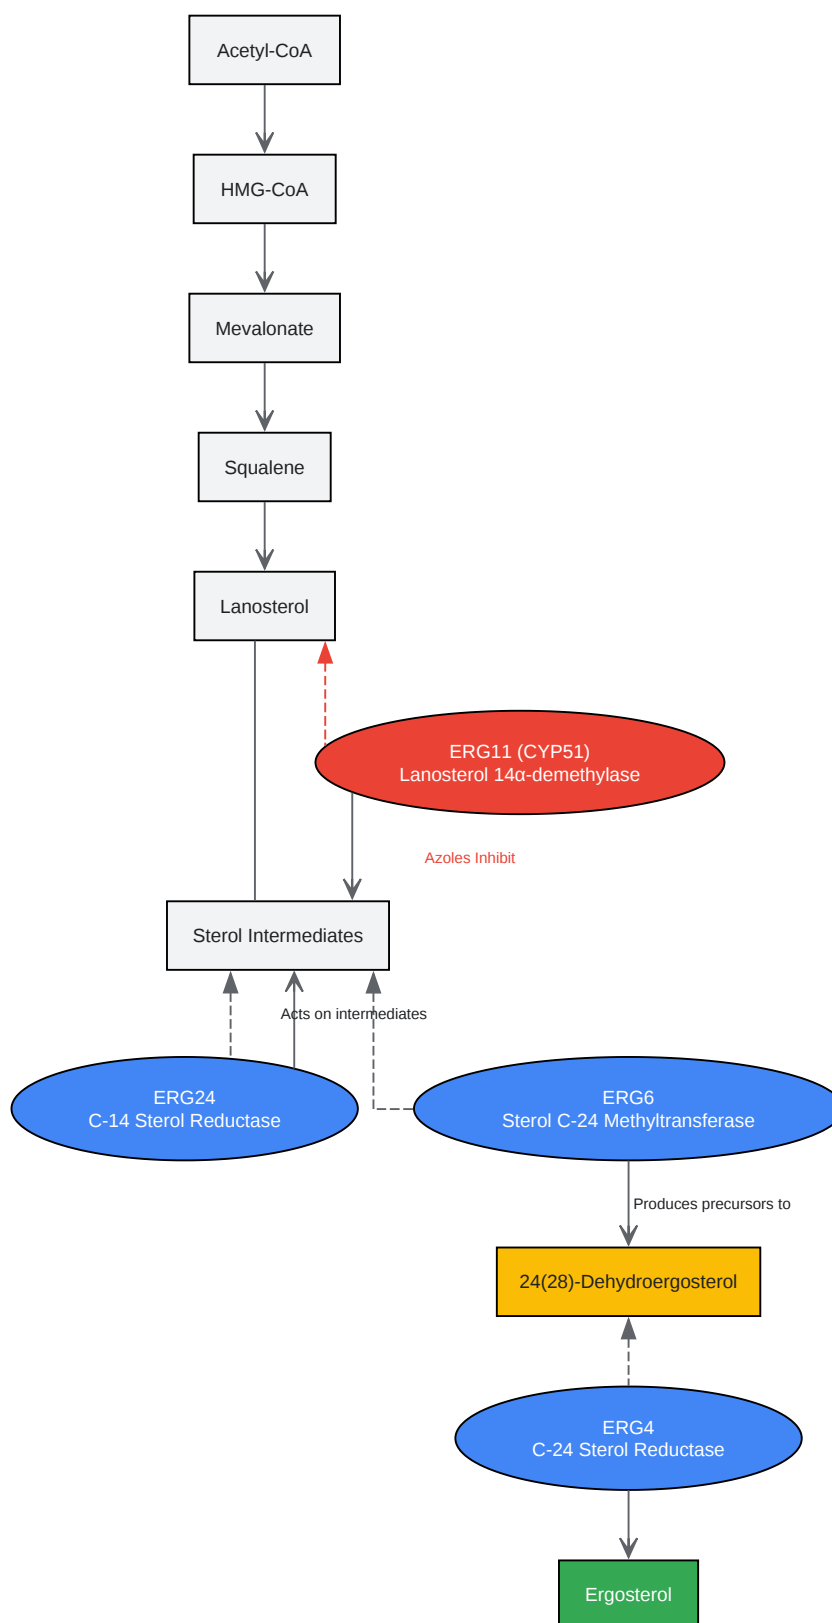 Acetyl-CoA
HMG-CoA
Mevalonate
Squalene
Lanosterol
ERG11 (CYP51)
Lanosterol 14α-demethylase
Azoles Inhibit
Sterol Intermediates
Acts on intermediates
ERG24
C-14 Sterol Reductase
ERG6
Sterol C-24 Methyltransferase
Produces precursors to
24(28)-Dehydroergosterol
ERG4
C-24 Sterol Reductase
Ergosterol